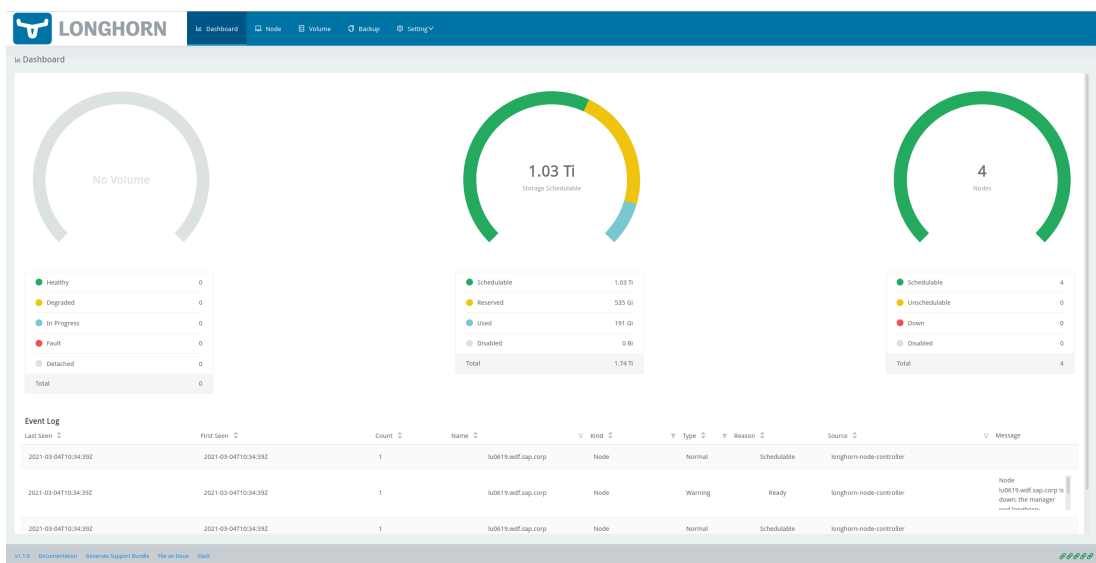 LONGHORN
Dashboard Node Volume Backup Setting
Dashboard
No Volume
1.03 Ti
Storage Schedulable
4
Nodes
Healthy 0
Degraded 0
In Progress 0
Fault 0
Detached 0
Total 0
Schedulable 1.03 Ti
Reserved 535 Gi
Used 191 Gi
Disabled 0 Bi
Total 1.74 Ti
Schedulable 4
Unschedulable 0
Down 0
Disabled 0
Total 4
Event Log
Last Seen First Seen Count Name Kind Type Reason Source Message
2021-03-04T10:34:39Z 2021-03-04T10:34:39Z 1 lu0619.wdf.sap.corp Node Normal Schedulable longhorn-node-controller
2021-03-04T10:34:39Z 2021-03-04T10:34:39Z 1 lu0619.wdf.sap.corp Node Warning Ready longhorn-node-controller
Node
lu0619.wdf.sap.corp is
down: the manager
pod longhorn-
2021-03-04T10:34:39Z 2021-03-04T10:34:39Z 1 lu0619.wdf.sap.corp Node Normal Schedulable longhorn-node-controller
v1.1.0 Documentation Generate Support Bundle File an Issue Slack